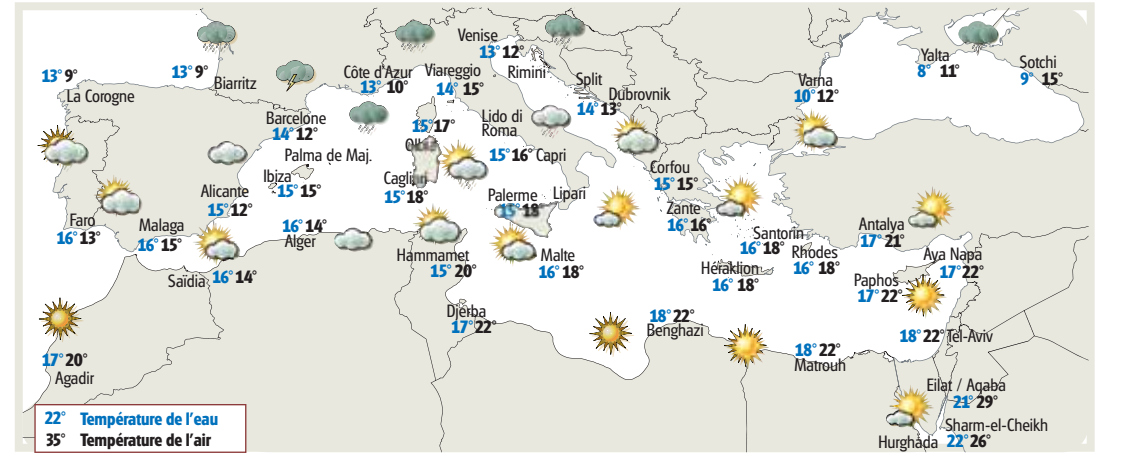 Venise
13° 12°
Rimini
13° 9°
La Corogne
13° 9°
Biarritz
Côte d'Azur
13° 10°
Viareggio
14° 15°
Split
14° 13°
Dubrovnik
Varna
10° 12°
Yalta
8° 11°
Sotchi
9° 15°
Barcelone
14° 12°
Palma de Maj.
Ibiza
15° 15°
15° 17°
Lido di
Roma
15° 16° Capri
Cagliari
15° 18°
Alicante
15° 12°
Palerme
15° 18°
Lipari
Corfou
15° 15°
Zante
16° 16°
Faro
16° 13°
Malaga
16° 15°
16° 14°
Alger
Saïdia 16° 14°
Hammamet
15° 20°
Malte
16° 18°
Santorin
16° 18°
Héraklion
16° 18°
Rhodes
16° 18°
Antalya
17° 21°
Aya Napa
17° 22°
Paphos
17° 22°
Djerba
17° 22°
18° 22°
Benghazi
18° 22°
Matrouh
18° 22° Tel-Aviv
17° 20°
Agadir
Eilat / Aqaba
21° 29°
Sharm-el-Cheikh
Hurghada 22° 26°
22° Température de l'eau
35° Température de l'air